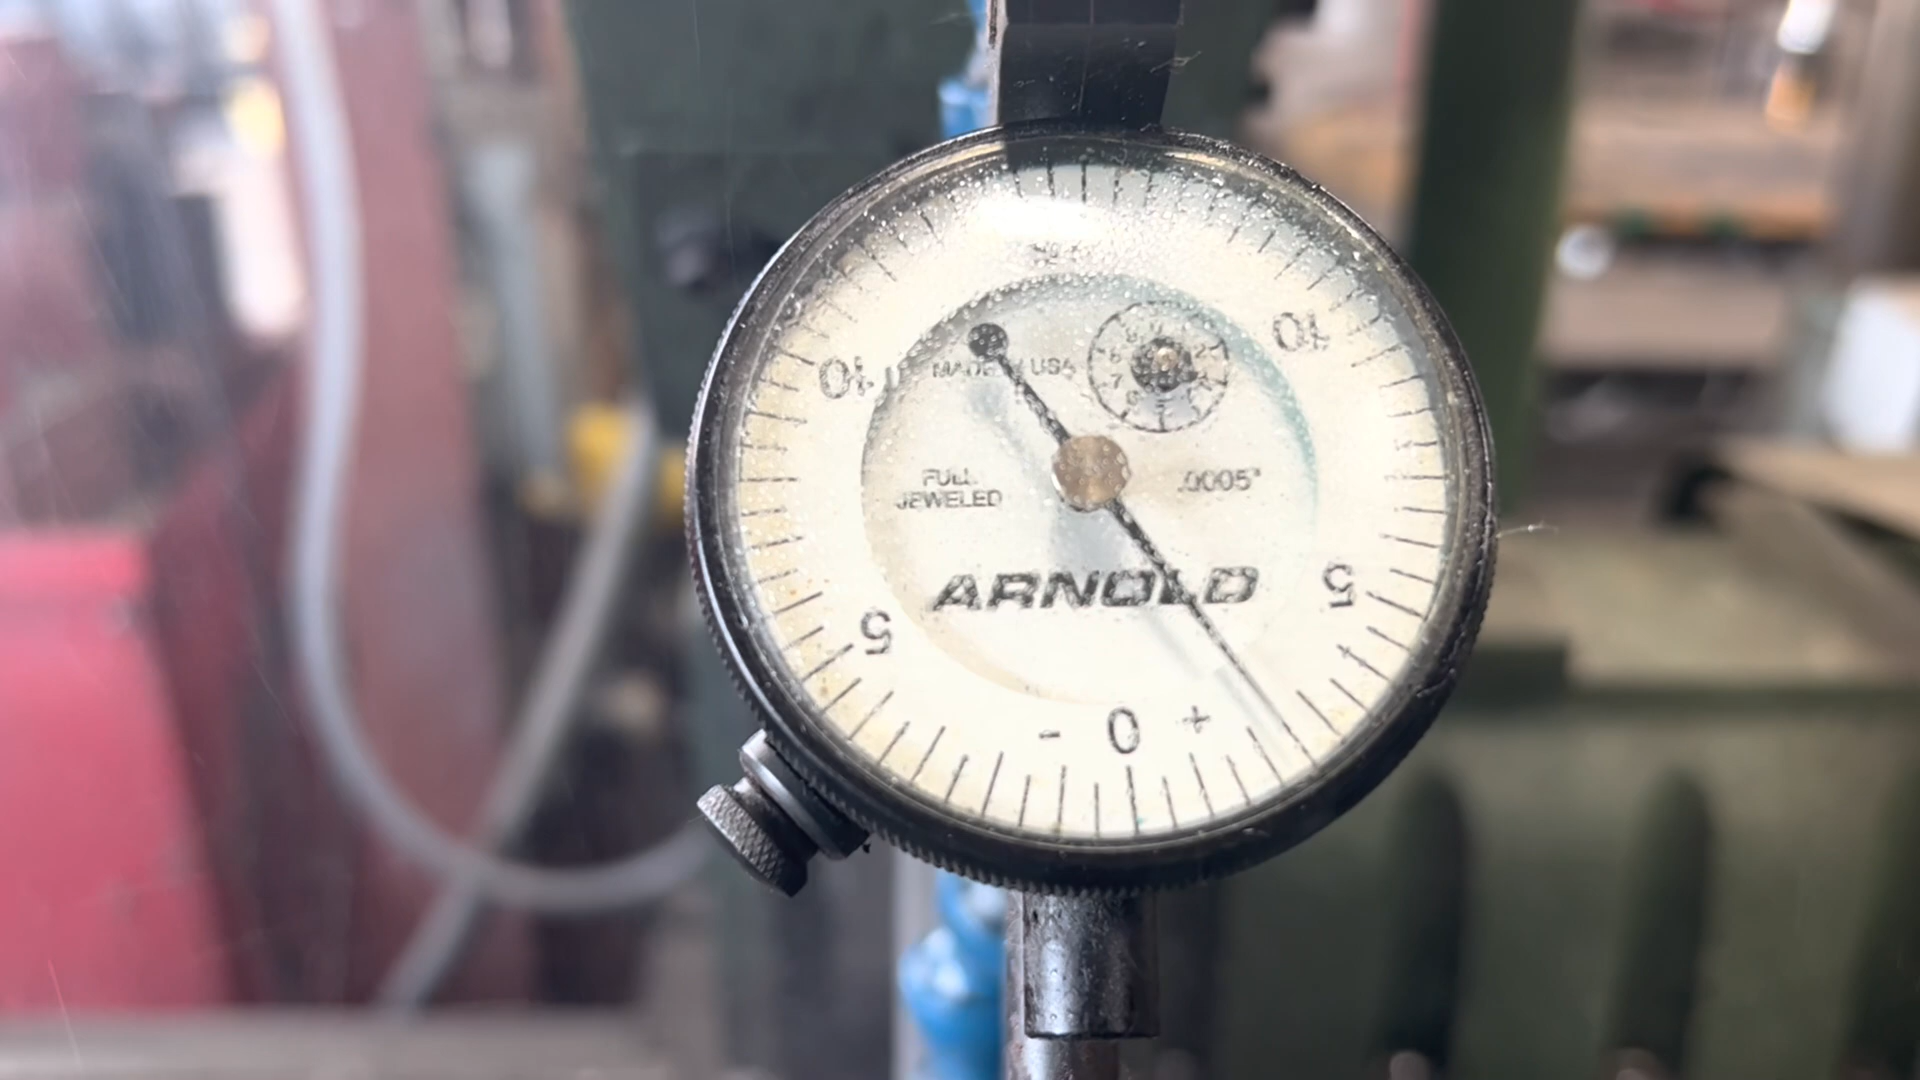 10
10
MADE IN USA
FULL
JEWELED
.0005"
ARNOLD
5
5
- 0 +